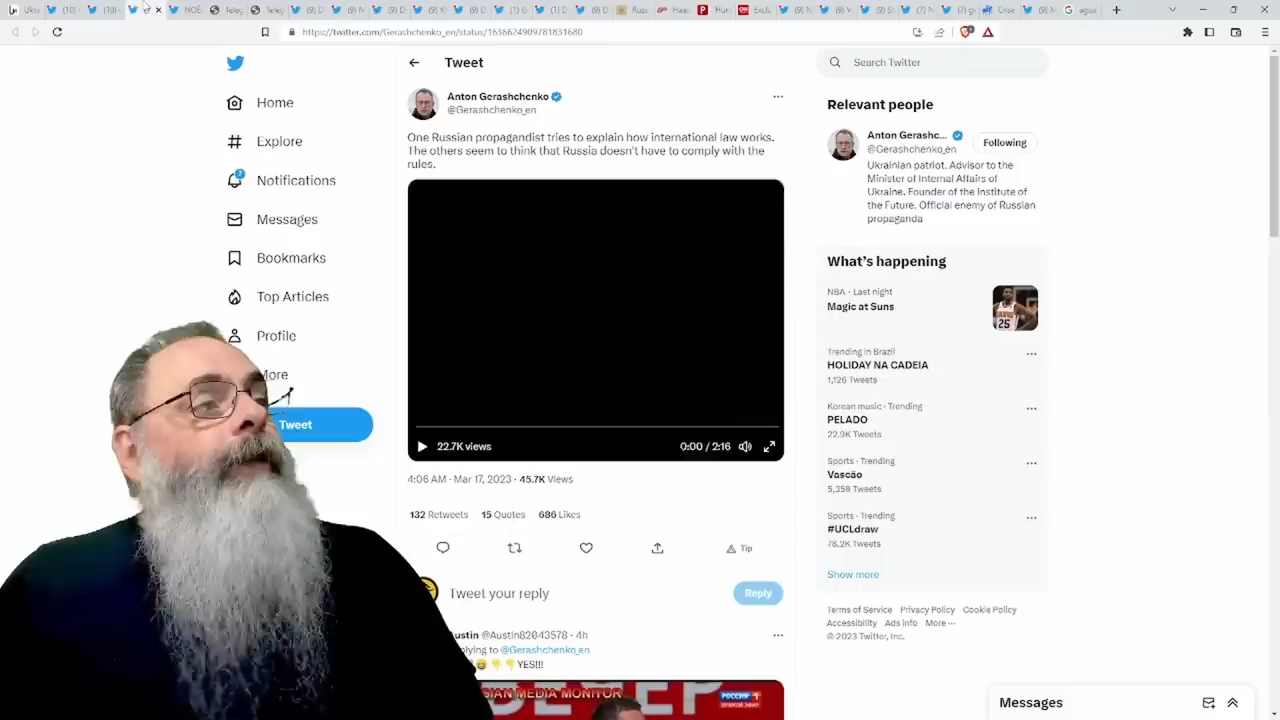 https://twitter.com/Gerashchenko_en/status/1636624909781831680
Home
Explore
7
Notifications
Messages
Bookmarks
Top Articles
Profile
More
Tweet
Tweet
Anton Gerashchenko
@Gerashchenko_en
One Russian propagandist tries to explain how international law works.
The others seem to think that Russia doesn't have to comply with the
rules.
22.7K views
0:00 / 2:16
4:06 AM · Mar 17, 2023 · 45.7K Views
132 Retweets 15 Quotes 686 Likes
Tip
Tweet your reply
Reply
@Austin82043578 · 4h
@Gerashchenko_en
YES!!!
MEDIA MONITOR
РОССИЯ 1
Search Twitter
Relevant people
Anton Gerashc...
@Gerashchenko_en
Following
Ukrainian patriot. Advisor to the
Minister of Internal Affairs of
Ukraine. Founder of the Institute of
the Future. Official enemy of Russian
propaganda
What's happening
NBA · Last night
Magic at Suns
25
Trending in Brazil
HOLIDAY NA CADEIA
1,126 Tweets
Korean music · Trending
PELADO
22.9K Tweets
Sports · Trending
Vascão
5,359 Tweets
Sports · Trending
#UCLdraw
78.2K Tweets
Show more
Terms of Service Privacy Policy Cookie Policy
Accessibility Ads info More ···
© 2023 Twitter, Inc.
Messages